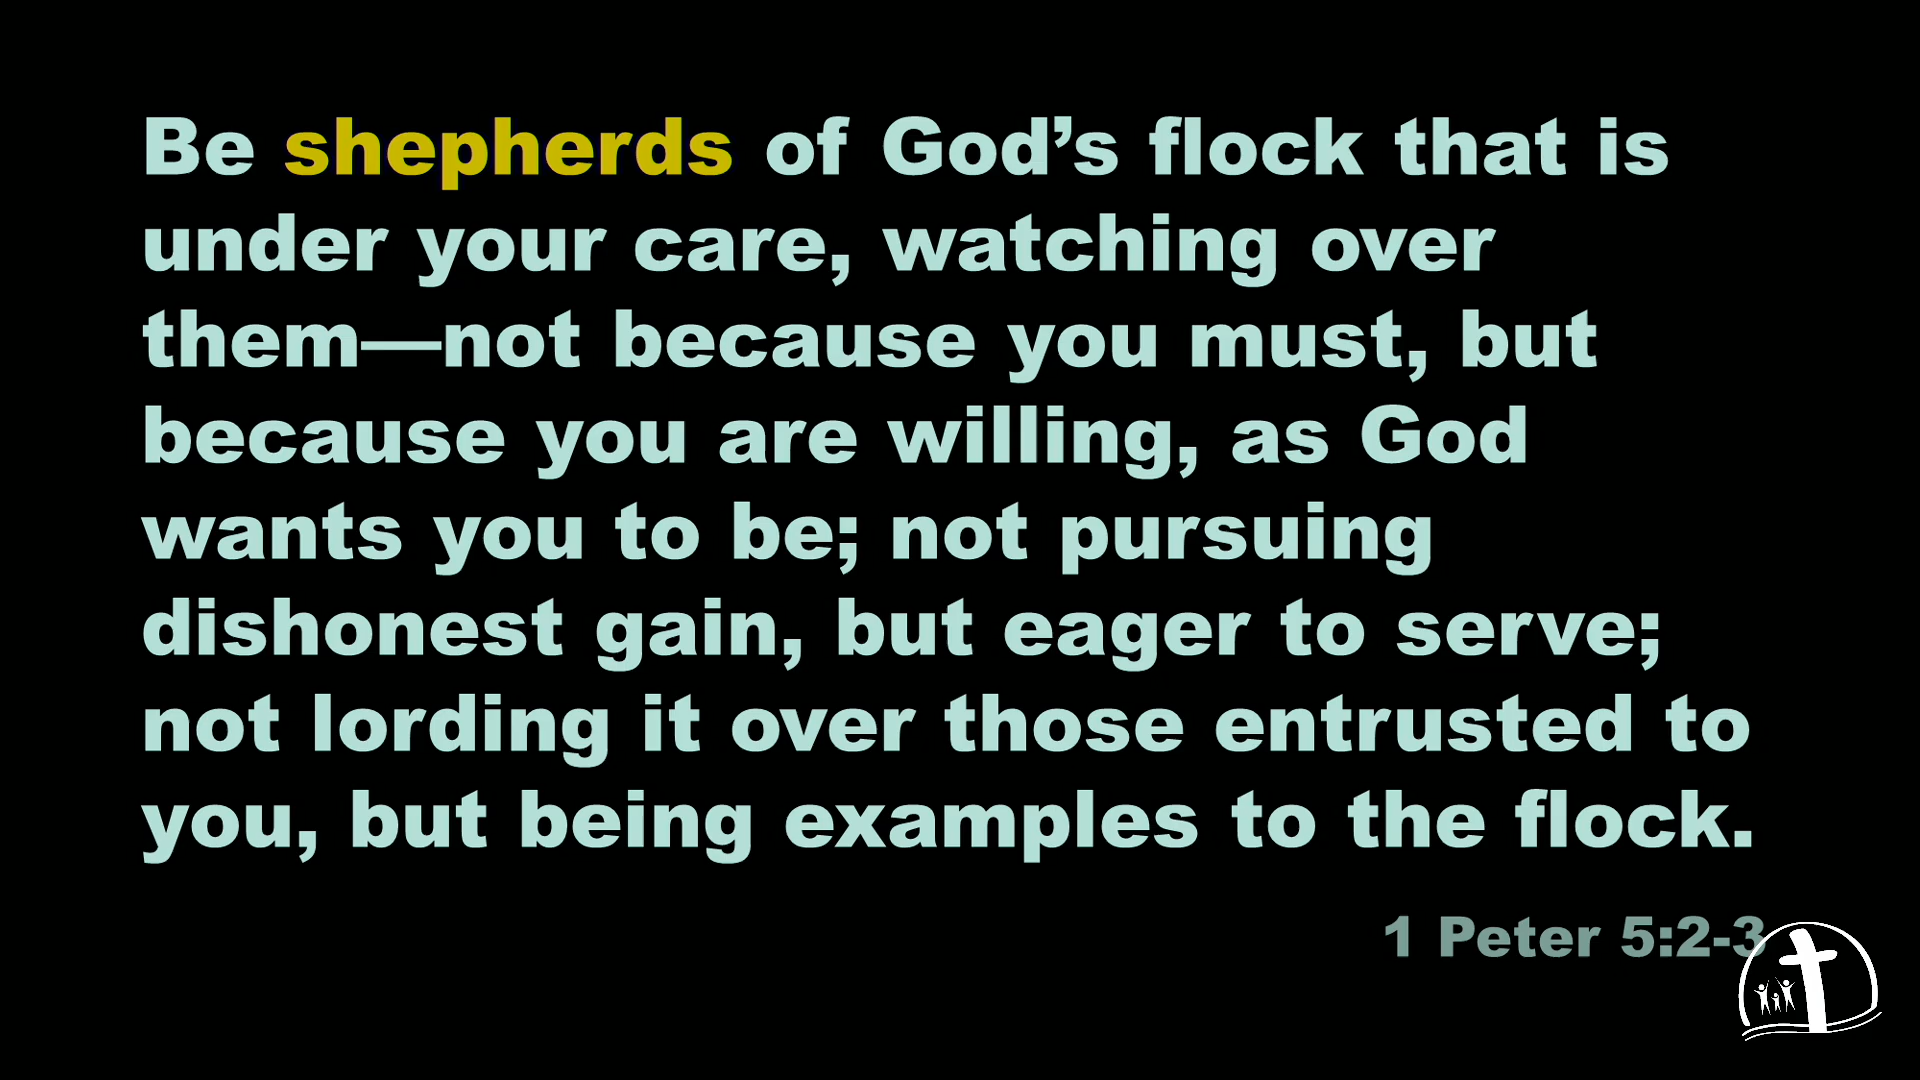 Be shepherds of God’s flock that is
under your care, watching over
them—not because you must, but
because you are willing, as God
wants you to be; not pursuing
dishonest gain, but eager to serve;
not lording it over those entrusted to
you, but being examples to the flock.
1 Peter 5:2-3